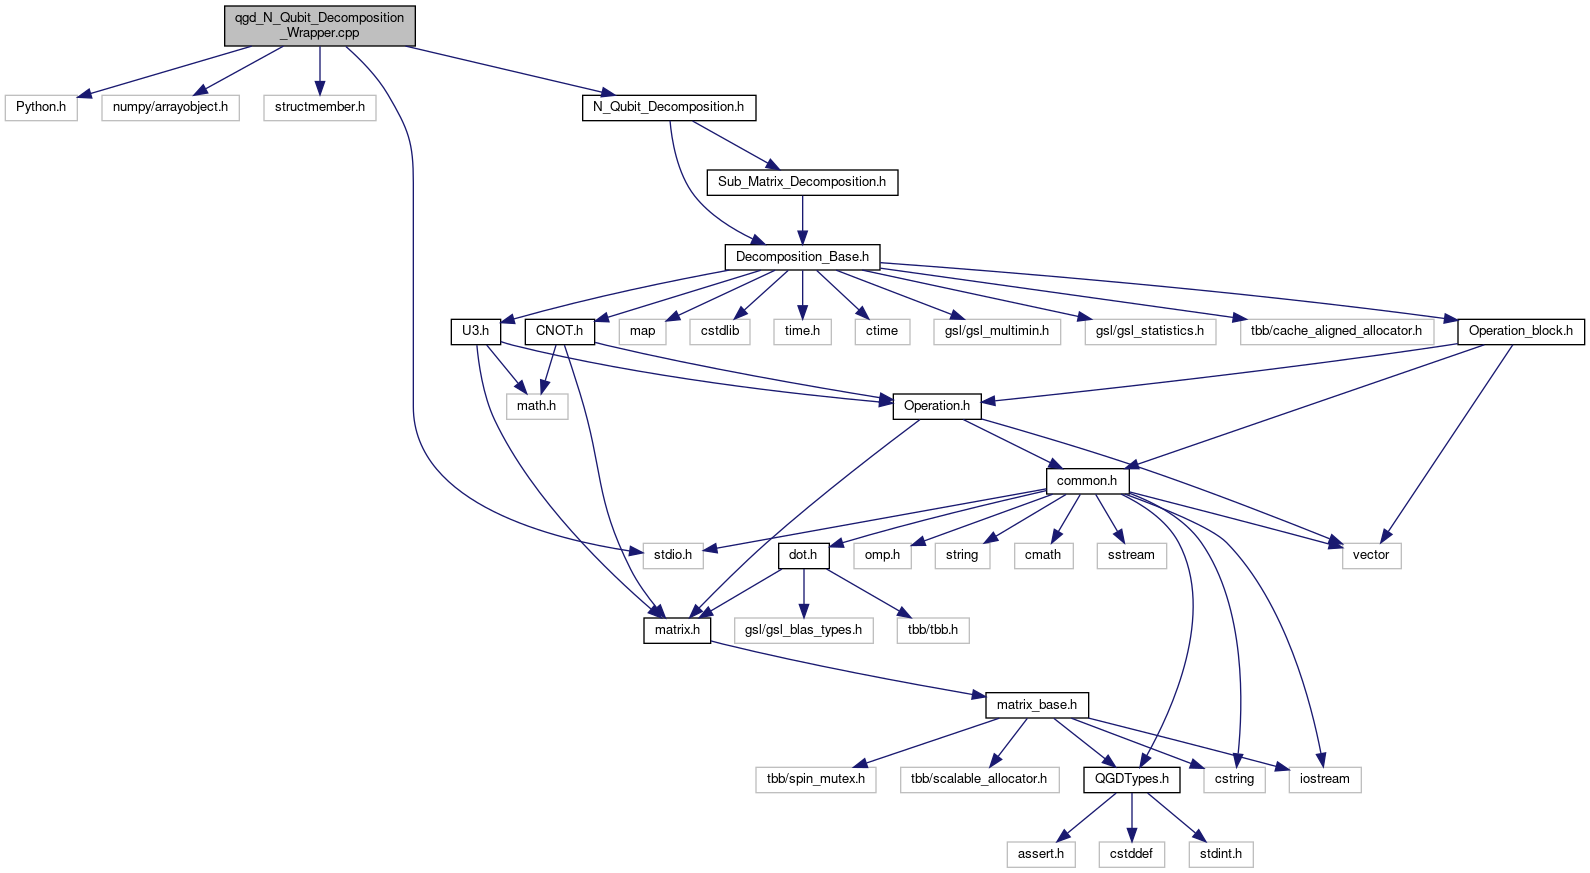 qgd_N_Qubit_Decomposition
_Wrapper.cpp
Python.h
numpy/arrayobject.h
structmember.h
N_Qubit_Decomposition.h
Sub_Matrix_Decomposition.h
Decomposition_Base.h
U3.h
CNOT.h
map
cstdlib
time.h
ctime
gsl/gsl_multimin.h
gsl/gsl_statistics.h
tbb/cache_aligned_allocator.h
Operation_block.h
math.h
Operation.h
common.h
stdio.h
dot.h
omp.h
string
cmath
sstream
vector
matrix.h
gsl/gsl_blas_types.h
tbb/tbb.h
matrix_base.h
tbb/spin_mutex.h
tbb/scalable_allocator.h
QGDTypes.h
cstring
iostream
assert.h
cstddef
stdint.h